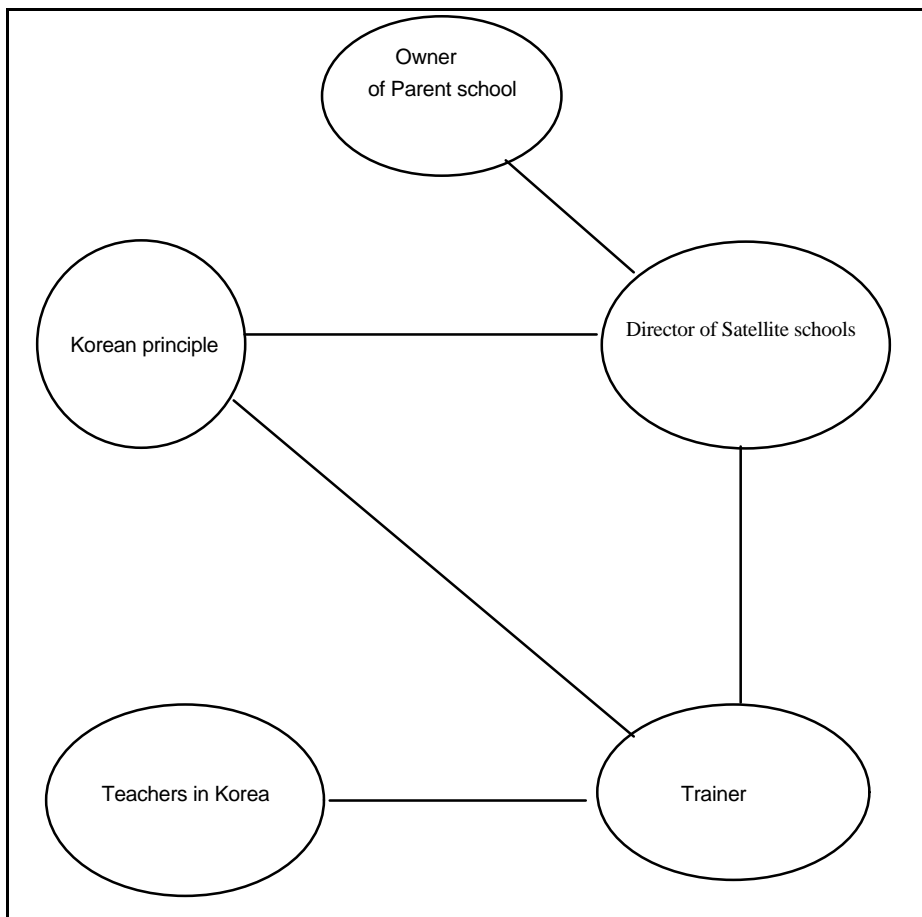 Owner
of Parent school
Director of Satellite schools
Korean principle
Teachers in Korea
Trainer